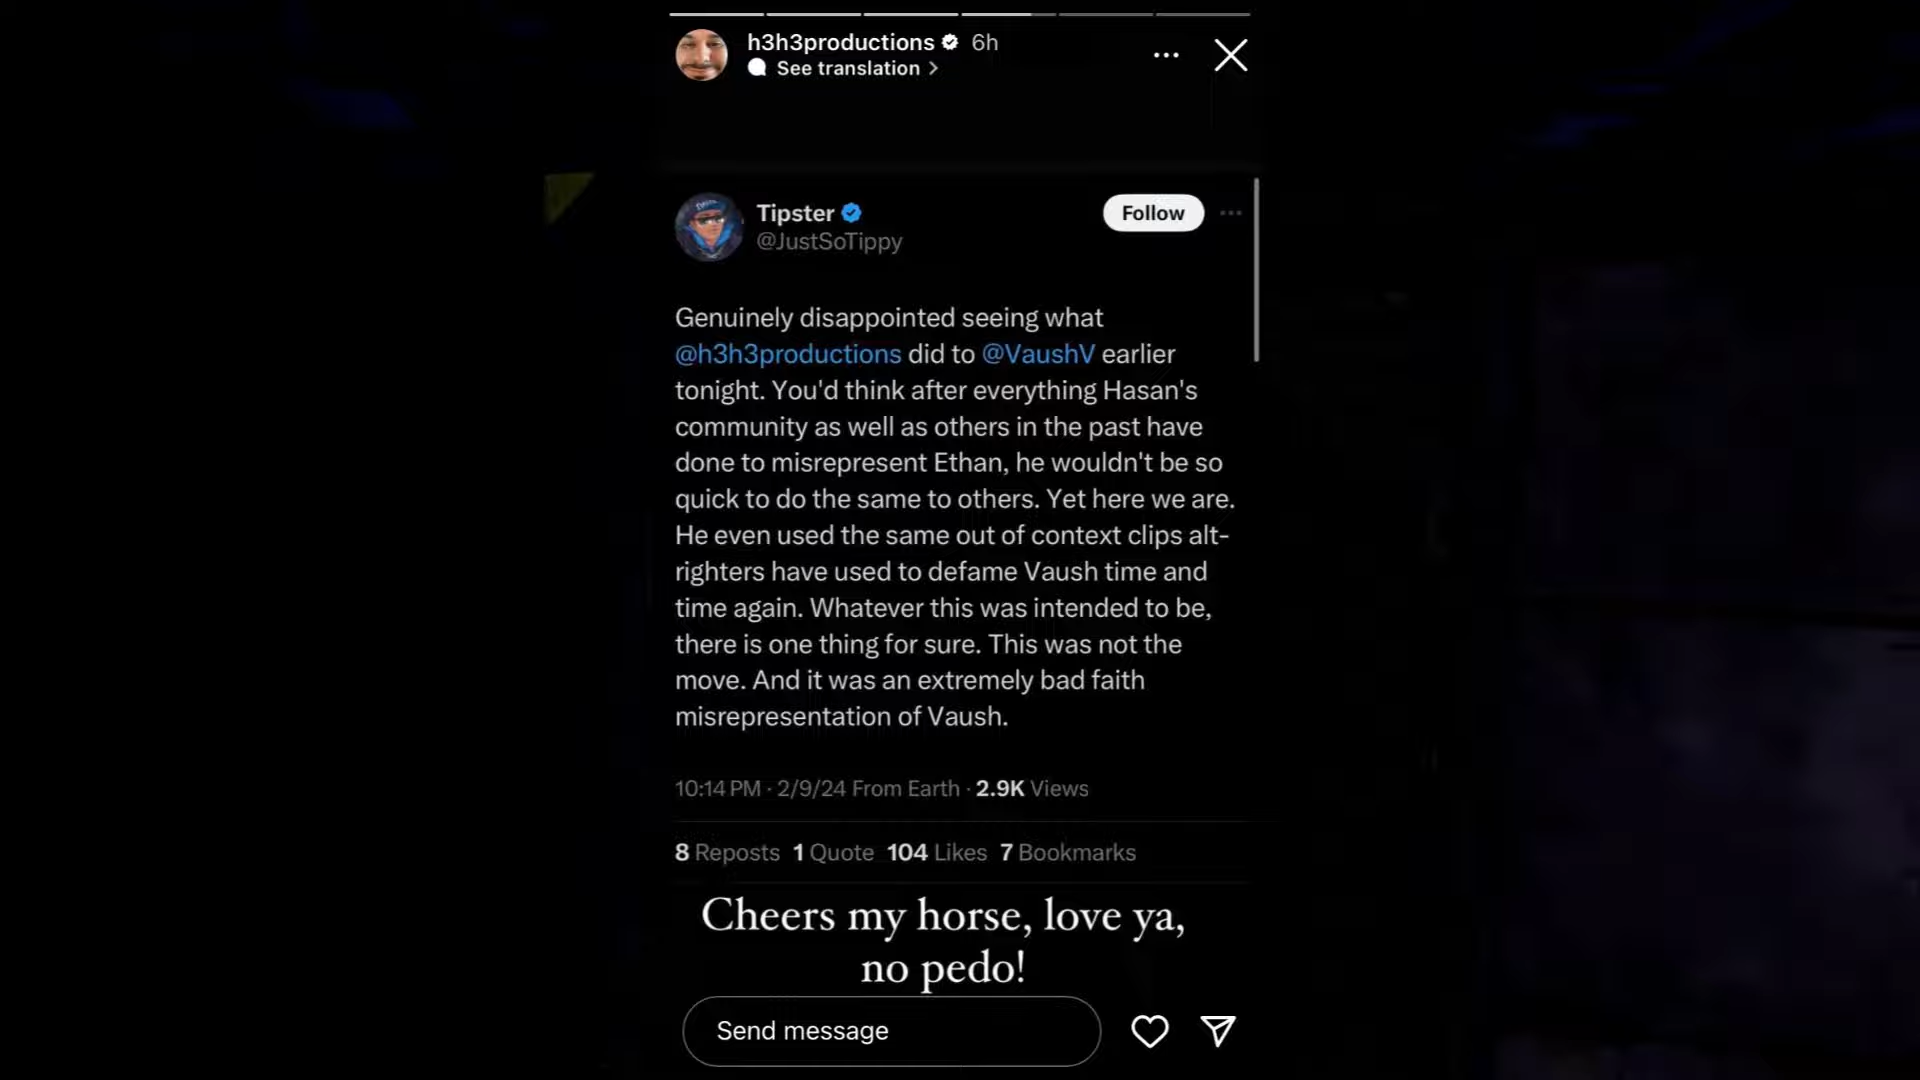 h3h3productions 6h
See translation >
Tipster
@JustSoTippy
Follow
Genuinely disappointed seeing what
@h3h3productions did to @VaushV earlier
tonight. You'd think after everything Hasan's
community as well as others in the past have
done to misrepresent Ethan, he wouldn't be so
quick to do the same to others. Yet here we are.
He even used the same out of context clips alt-
righters have used to defame Vaush time and
time again. Whatever this was intended to be,
there is one thing for sure. This was not the
move. And it was an extremely bad faith
misrepresentation of Vaush.
10:14 PM · 2/9/24 From Earth · 2.9K Views
8 Reposts 1 Quote 104 Likes 7 Bookmarks
Cheers my horse, love ya,
no pedo!
Send message